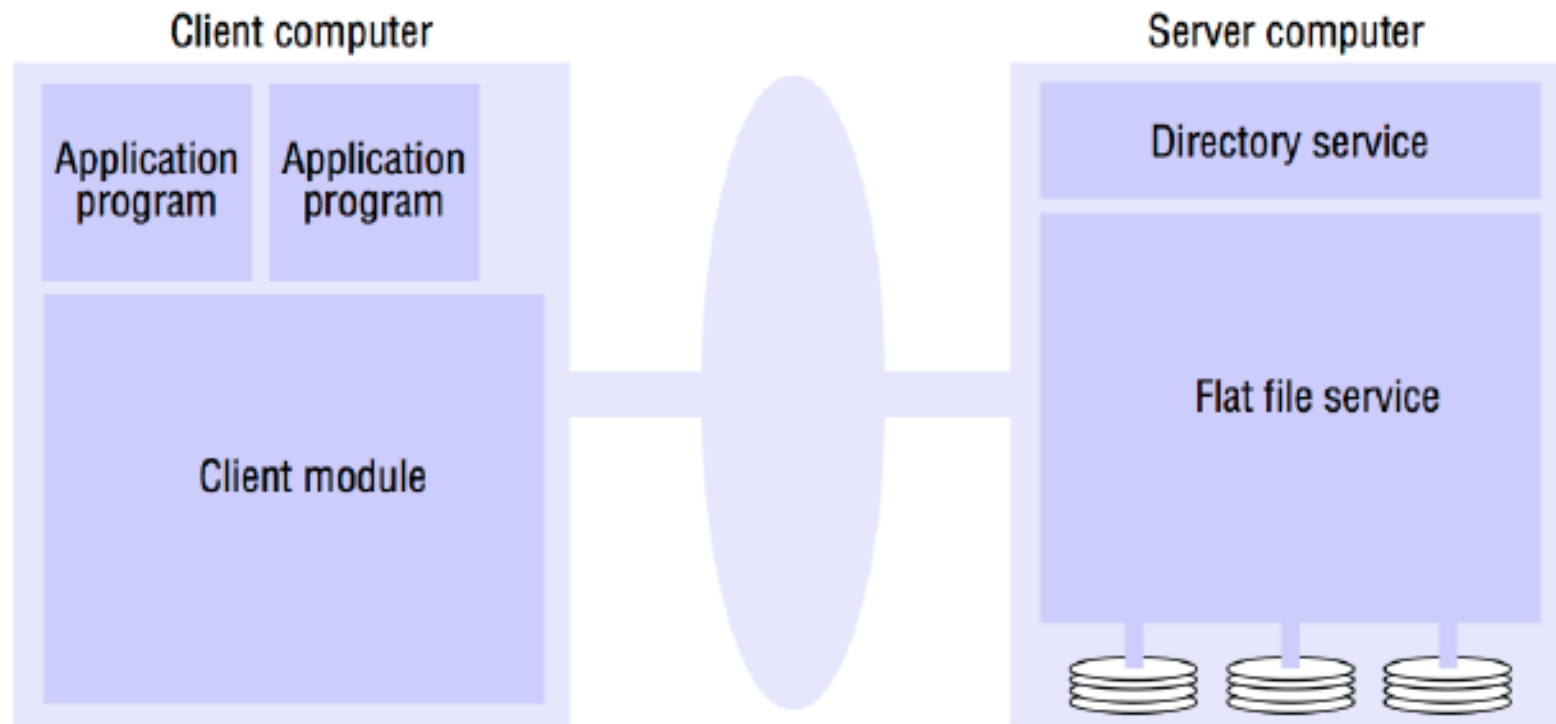 Client computer
Server computer
Application
program
Application
program
Directory service
Flat file service
Client module